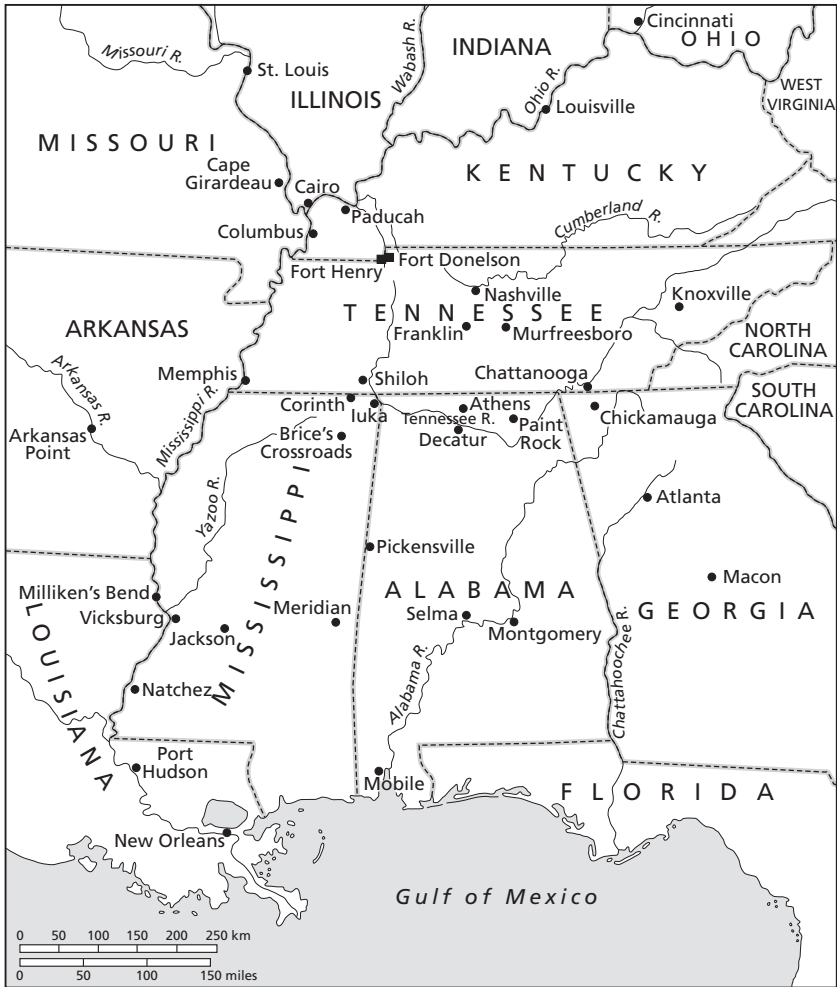 Cincinnati
OHIO
INDIANA
Missouri R.
Wabash R.
St. Louis
WEST
VIRGINIA
ILLINOIS
Ohio R.
Louisville
MISSOURI
KENTUCKY
Cape
Girardeau
Cairo
Paducah
Cumberland R.
Columbus
Fort Henry
Fort Donelson
Nashville
Knoxville
TENNESSEE
ARKANSAS
Franklin
Murfreesboro
NORTH
CAROLINA
Arkansas R.
Memphis
Shiloh
Chattanooga
SOUTH
CAROLINA
Mississippi R.
Corinth
Iuka
Athens
Tennessee R.
Paint
Rock
Chickamauga
Arkansas
Point
Brice's
Crossroads
Decatur
Yazoo R.
Atlanta
MISSISSIPPI
Pickensville
Macon
Milliken's Bend
ALABAMA
Vicksburg
Meridian
Selma
GEORGIA
Jackson
Montgomery
LOUISIANA
Alabama R.
Chattahoochee R.
Natchez
Port
Hudson
Mobile
FLORIDA
New Orleans
Gulf of Mexico
0 50 100 150 200 250 km
0 50 100 150 miles